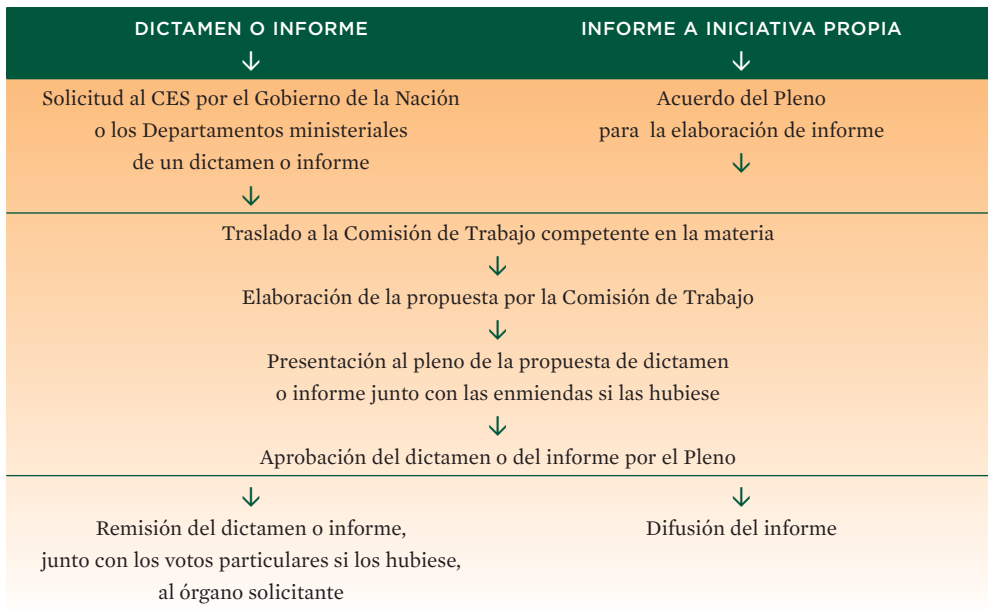 DICTAMEN O INFORME
INFORME A INICIATIVA PROPIA
Solicitud al CES por el Gobierno de la Nación
o los Departamentos ministeriales
de un dictamen o informe
Acuerdo del Pleno
para la elaboración de informe
Traslado a la Comisión de Trabajo competente en la materia
Elaboración de la propuesta por la Comisión de Trabajo
Presentación al pleno de la propuesta de dictamen
o informe junto con las enmiendas si las hubiese
Aprobación del dictamen o del informe por el Pleno
Remisión del dictamen o informe,
junto con los votos particulares si los hubiese,
al órgano solicitante
Difusión del informe